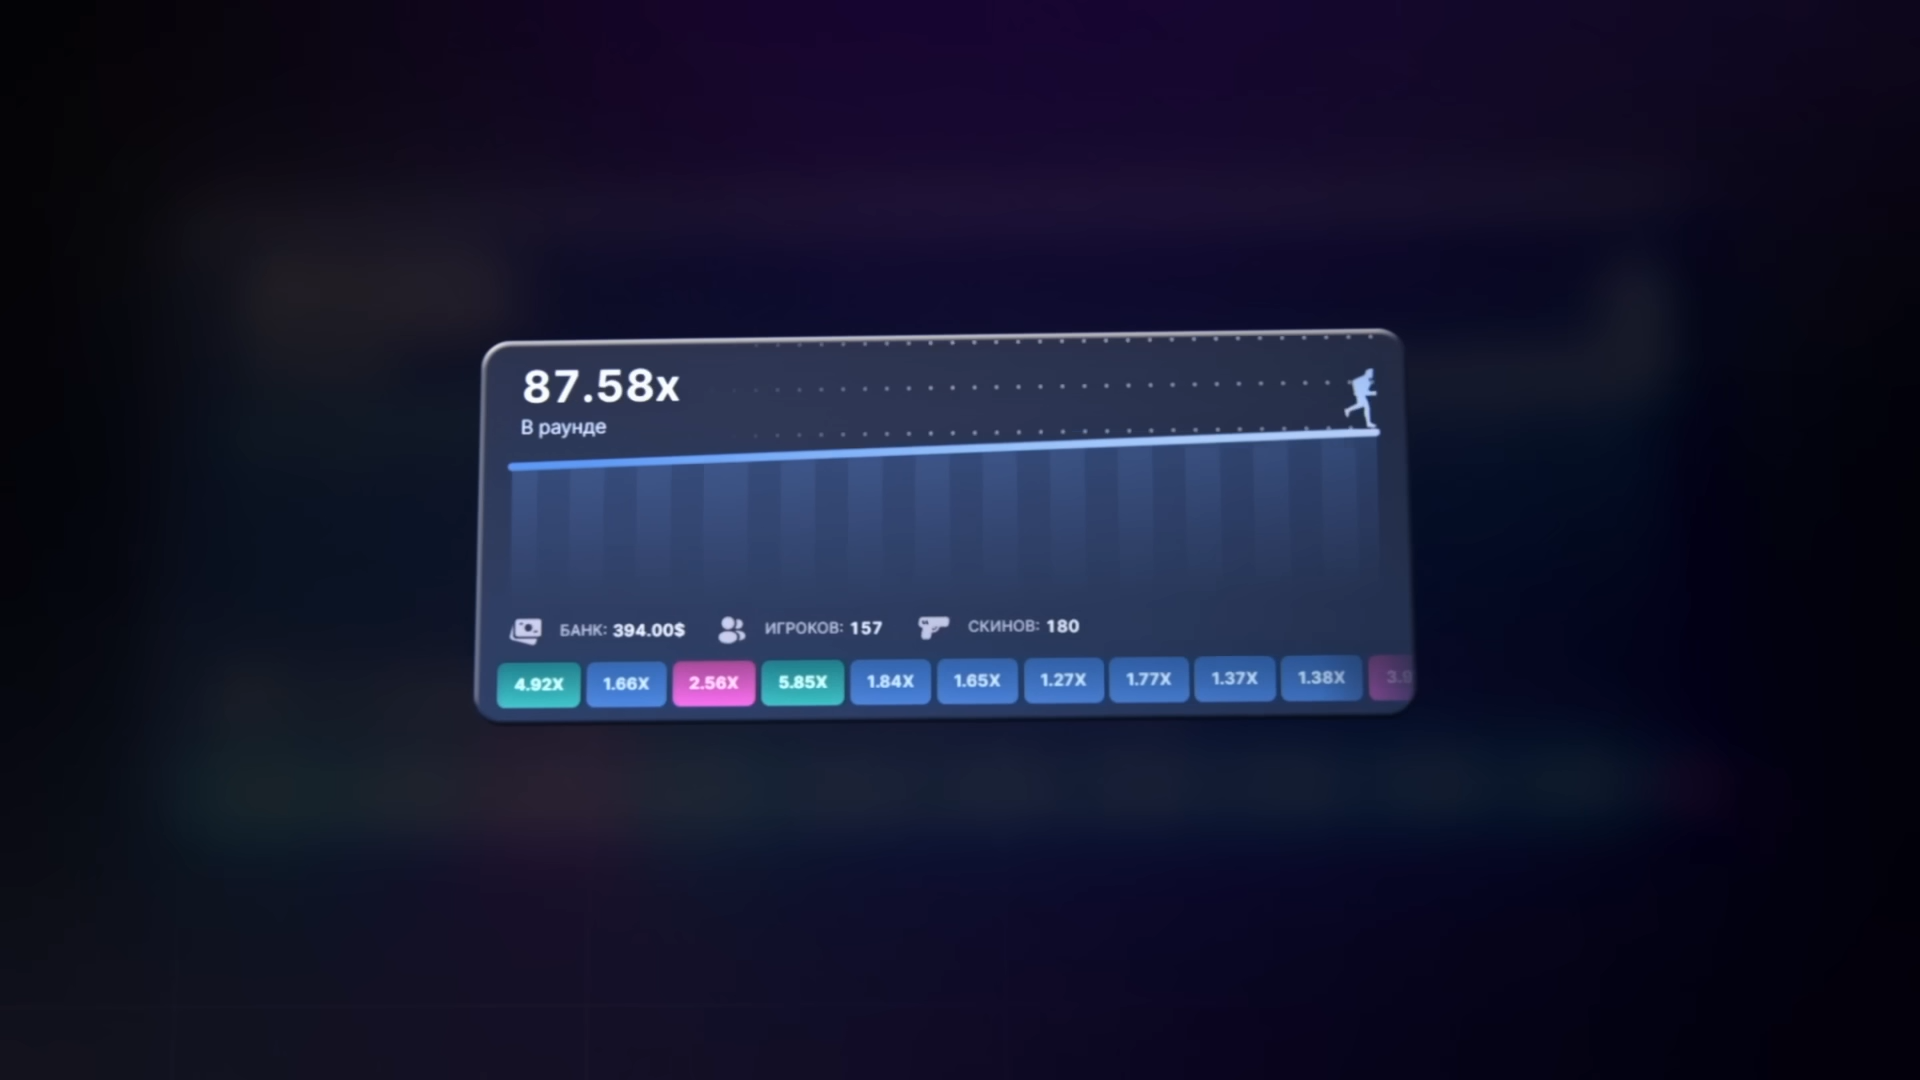 87.58x
В раунде
БАНК: 394.00$ ИГРОКОВ: 157 СКИНОВ: 180
4.92X 1.66X 2.56X 5.85X 1.84X 1.65X 1.27X 1.77X 1.37X 1.38X